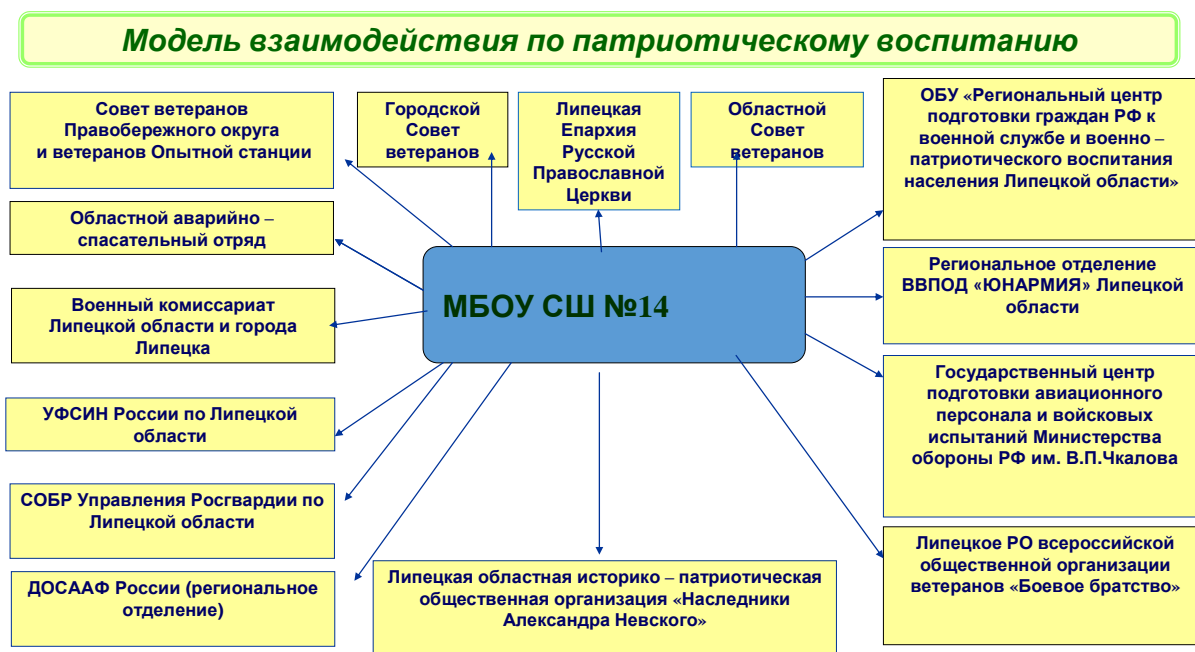 Модель взаимодействия по патриотическому воспитанию
Совет ветеранов
Правобережного округа
и ветеранов Опытной станции
Городской
Совет
ветеранов
Липецкая
Епархия
Русской
Православной
Церкви
Областной
Совет
ветеранов
ОБУ «Региональный центр
подготовки граждан РФ к
военной службе и военно –
патриотического воспитания
населения Липецкой области»
Областной аварийно –
спасательный отряд
МБОУ СШ №14
Региональное отделение
ВВПОД «ЮНАРМИЯ» Липецкой
области
Военный комиссариат
Липецкой области и города
Липецка
Государственный центр
подготовки авиационного
персонала и войсковых
испытаний Министерства
обороны РФ им. В.П.Чкалова
УФСИН России по Липецкой
области
СОБР Управления Росгвардии по
Липецкой области
Липецкое РО всероссийской
общественной организации
ветеранов «Боевое братство»
ДОСААФ России (региональное
отделение)
Липецкая областная историко – патриотическая
общественная организация «Наследники
Александра Невского»